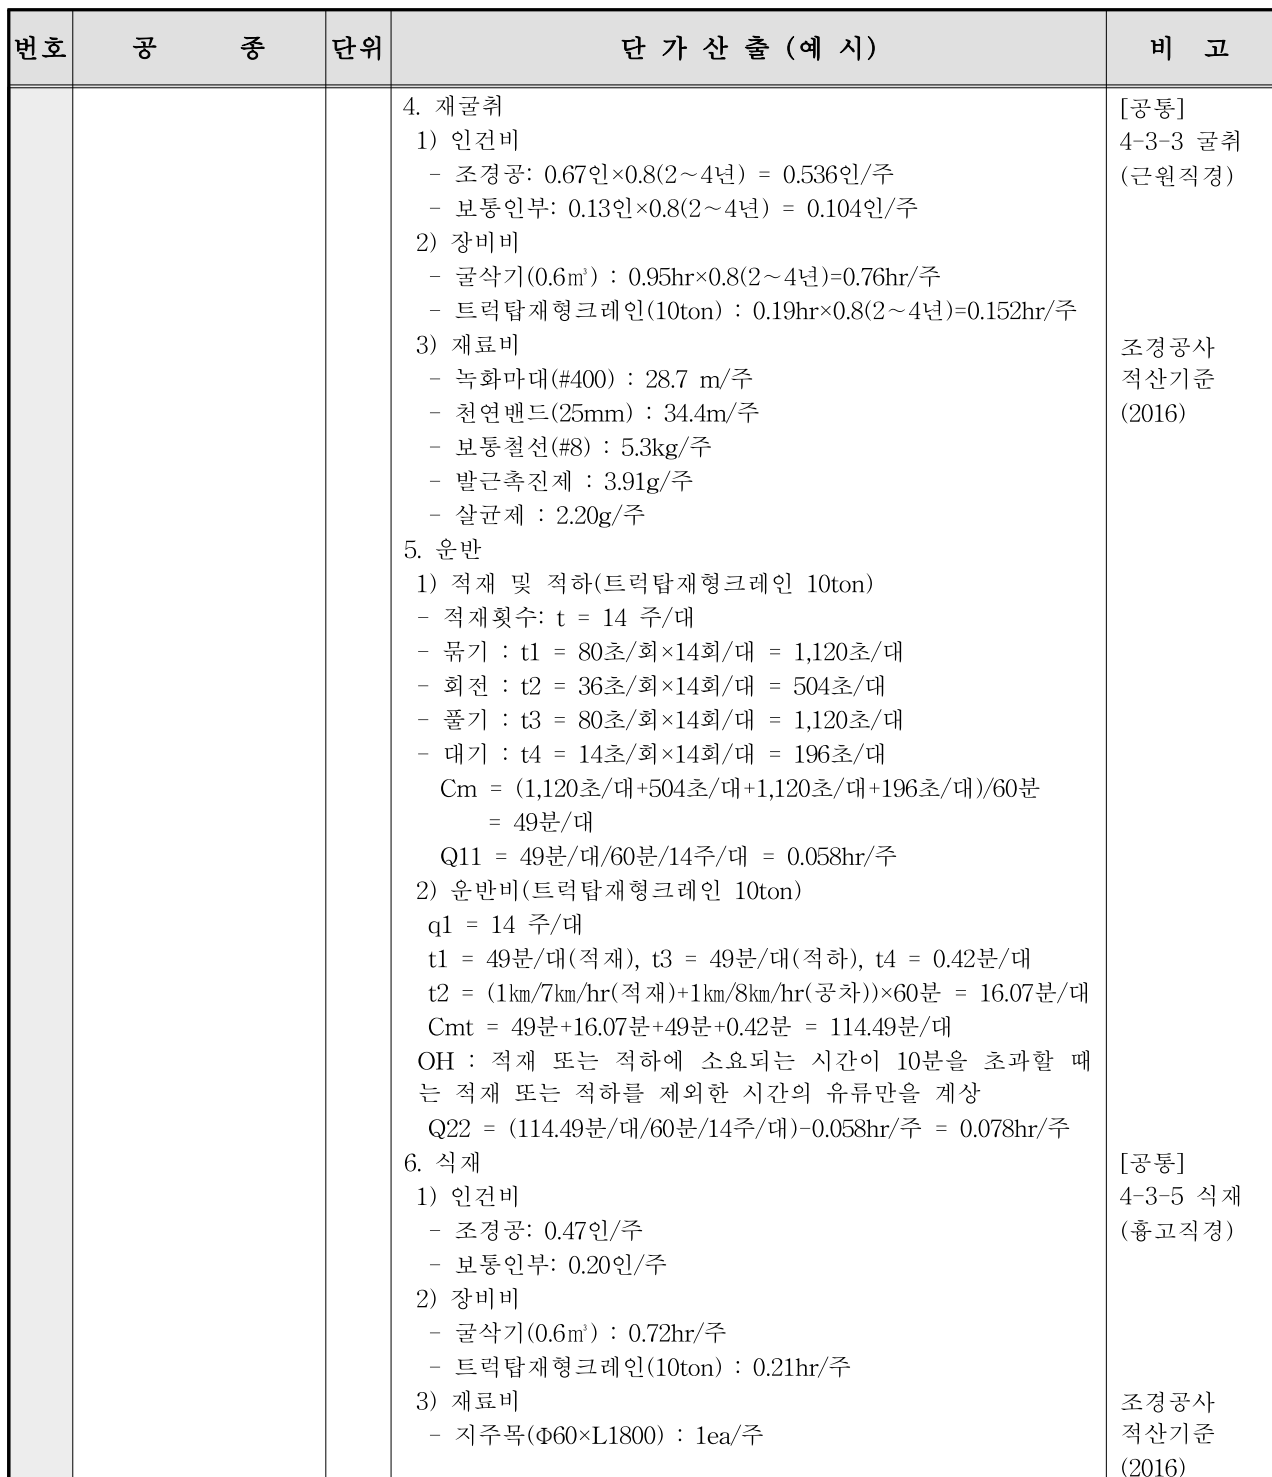 번호 공 종 단위 단 가 산 출 (예 시) 비 고
4. 재굴취 [공통]
1) 인건비 4-3-3 굴취
- 조경공: 0.67인×0.8(2~4년) = 0.536인/주 (근원직경)
- 보통인부: 0.13인×0.8(2~4년) = 0.104인/주
2) 장비비
- 굴삭기(0.6㎥) : 0.95hr×0.8(2~4년)=0.76hr/주
- 트럭탑재형크레인(10ton) : 0.19hr×0.8(2~4년)=0.152hr/주
3) 재료비 조경공사
- 녹화마대(#400) : 28.7 m/주 적산기준
- 천연밴드(25mm) : 34.4m/주 (2016)
- 보통철선(#8) : 5.3kg/주
- 발근촉진제 : 3.91g/주
- 살균제 : 2.20g/주
5. 운반
1) 적재 및 적하(트럭탑재형크레인 10ton)
- 적재횟수: t = 14 주/대
- 묶기 : t1 = 80초/회×14회/대 = 1,120초/대
- 회전 : t2 = 36초/회×14회/대 = 504초/대
- 풀기 : t3 = 80초/회×14회/대 = 1,120초/대
- 대기 : t4 = 14초/회×14회/대 = 196초/대
Cm = (1,120초/대+504초/대+1,120초/대+196초/대)/60분
= 49분/대
Q11 = 49분/대/60분/14주/대 = 0.058hr/주
2) 운반비(트럭탑재형크레인 10ton)
q1 = 14 주/대
t1 = 49분/대(적재), t3 = 49분/대(적하), t4 = 0.42분/대
t2 = (1㎞/7㎞/hr(적재)+1㎞/8㎞/hr(공차))×60분 = 16.07분/대
Cmt = 49분+16.07분+49분+0.42분 = 114.49분/대
OH : 적재 또는 적하에 소요되는 시간이 10분을 초과할 때
는 적재 또는 적하를 제외한 시간의 유류만을 계상
Q22 = (114.49분/대/60분/14주/대)-0.058hr/주 = 0.078hr/주
6. 식재 [공통]
1) 인건비 4-3-5 식재
- 조경공: 0.47인/주 (흉고직경)
- 보통인부: 0.20인/주
2) 장비비
- 굴삭기(0.6㎥) : 0.72hr/주
- 트럭탑재형크레인(10ton) : 0.21hr/주
3) 재료비 조경공사
- 지주목(Φ60×L1800) : 1ea/주 적산기준
(2016)